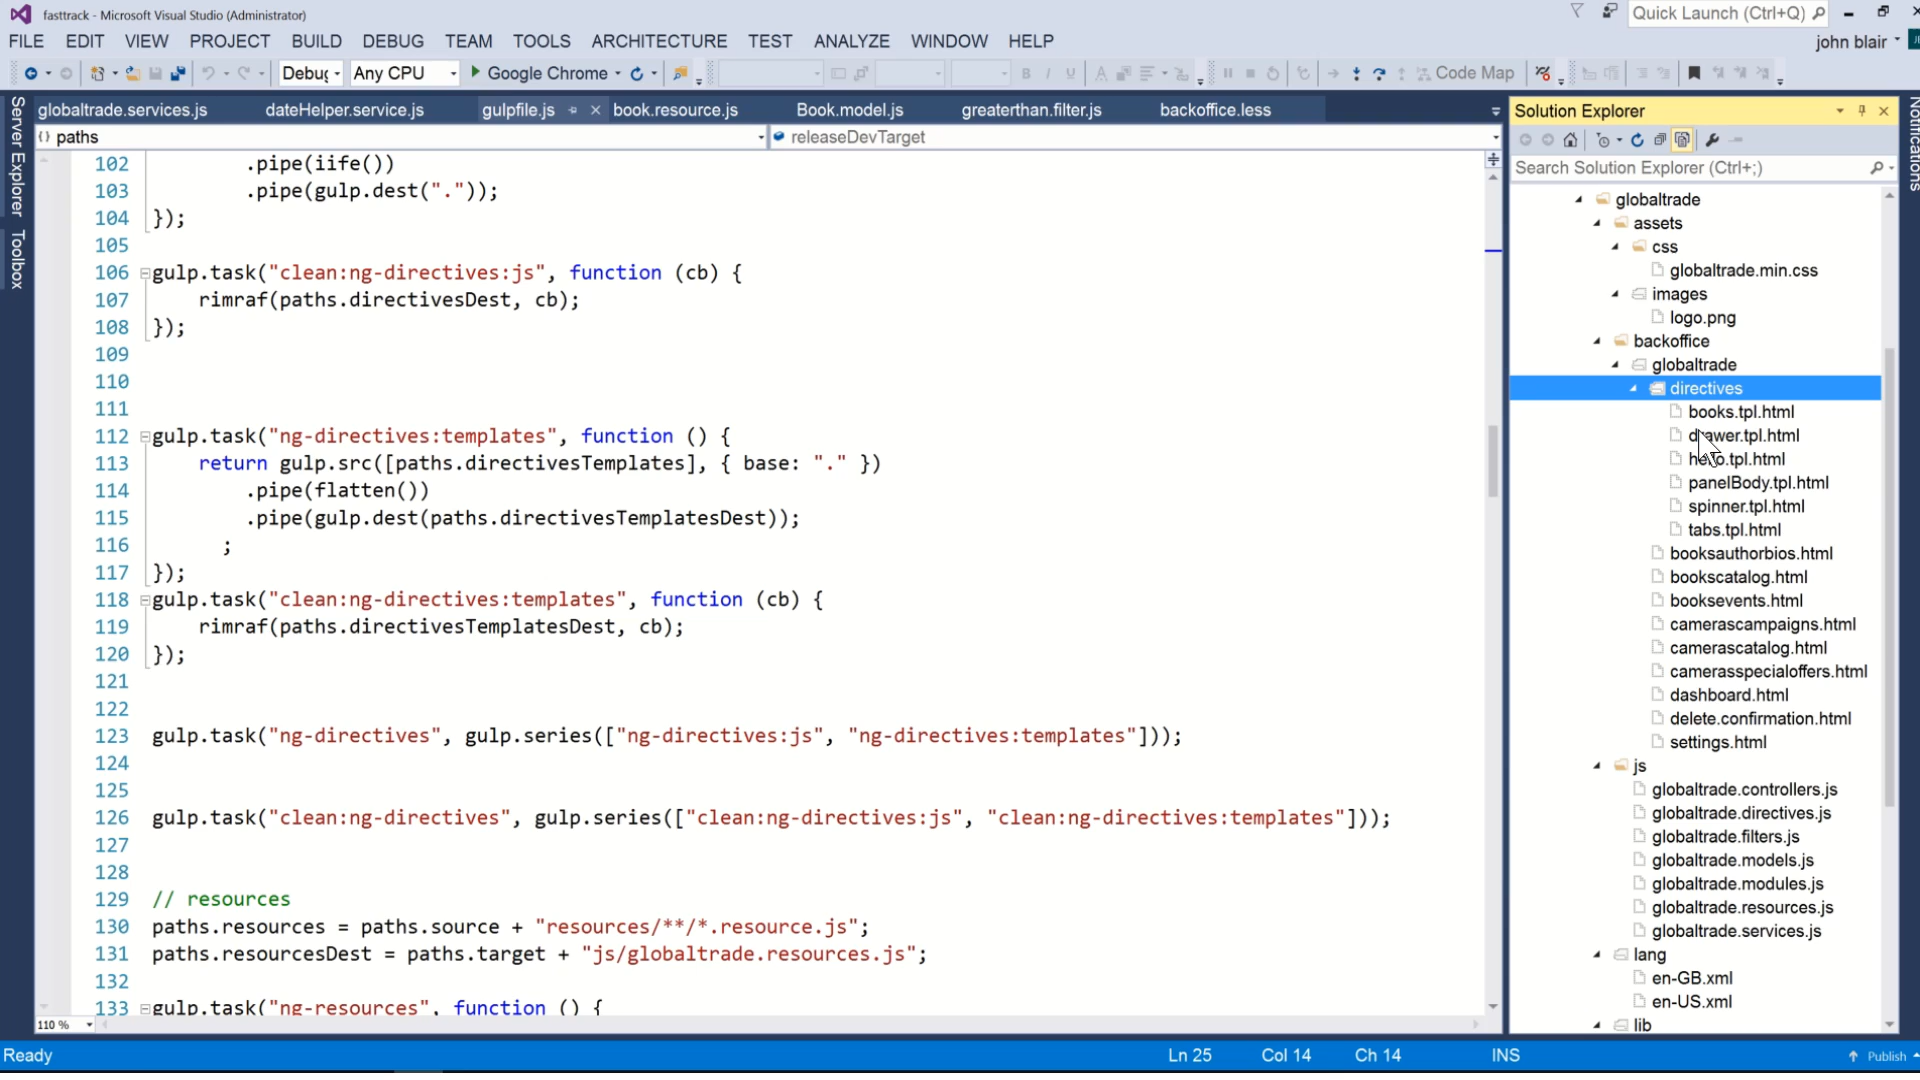 fasttrack - Microsoft Visual Studio (Administrator)
Quick Launch (Ctrl+Q)
FILE EDIT VIEW PROJECT BUILD DEBUG TEAM TOOLS ARCHITECTURE TEST ANALYZE WINDOW HELP
john blair
Debug Any CPU Google Chrome Code Map
Server Explorer
Toolbox
globaltrade.services.js dateHelper.service.js gulpfile.js book.resource.js Book.model.js greaterthan.filter.js backoffice.less
paths releaseDevTarget
102 .pipe(iife())
103 .pipe(gulp.dest("."));
104 });
105
106 gulp.task("clean:ng-directives:js", function (cb) {
107 rimraf(paths.directivesDest, cb);
108 });
109
110
111
112 gulp.task("ng-directives:templates", function () {
113 return gulp.src([paths.directivesTemplates], { base: "." })
114 .pipe(flatten())
115 .pipe(gulp.dest(paths.directivesTemplatesDest));
116 ;
117 });
118 gulp.task("clean:ng-directives:templates", function (cb) {
119 rimraf(paths.directivesTemplatesDest, cb);
120 });
121
122
123 gulp.task("ng-directives", gulp.series(["ng-directives:js", "ng-directives:templates"]));
124
125
126 gulp.task("clean:ng-directives", gulp.series(["clean:ng-directives:js", "clean:ng-directives:templates"]));
127
128
129 // resources
130 paths.resources = paths.source + "resources/**/*.resource.js";
131 paths.resourcesDest = paths.target + "js/globaltrade.resources.js";
132
133 gulp.task("ng-resources", function () {
110 %
Solution Explorer
Search Solution Explorer (Ctrl+;)
globaltrade
assets
css
globaltrade.min.css
images
logo.png
backoffice
globaltrade
directives
books.tpl.html
drawer.tpl.html
.tpl.html
panelBody.tpl.html
spinner.tpl.html
tabs.tpl.html
booksauthorbios.html
bookscatalog.html
booksevents.html
camerascampaigns.html
camerascatalog.html
camerasspecialoffers.html
dashboard.html
delete.confirmation.html
settings.html
js
globaltrade.controllers.js
globaltrade.directives.js
globaltrade.filters.js
globaltrade.models.js
globaltrade.modules.js
globaltrade.resources.js
globaltrade.services.js
lang
en-GB.xml
en-US.xml
lib
Notifications
Ready Ln 25 Col 14 Ch 14 INS Publish